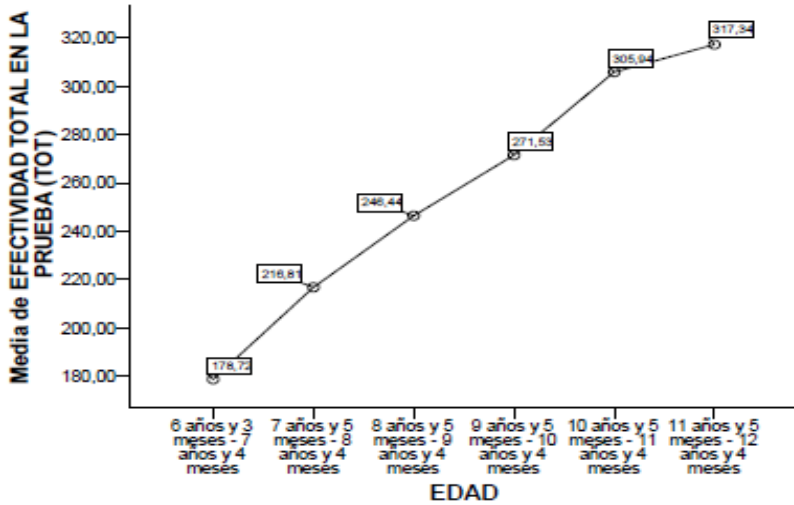 Media de EFECTIVIDAD TOTAL EN LA
PRUEBA (TOT)
320,00
300,00
280,00
260,00
240,00
220,00
200,00
180,00
178,72
216,81
246,44
271,53
305,94
317,34
6 años y 3
meses - 7
años y 4
meses
7 años y 5
meses - 8
años y 4
meses
8 años y 5
meses - 9
años y 4
meses
9 años y 5
meses - 10
años y 4
meses
10 años y 5
meses - 11
años y 4
meses
11 años y 5
meses - 12
años y 4
meses
EDAD